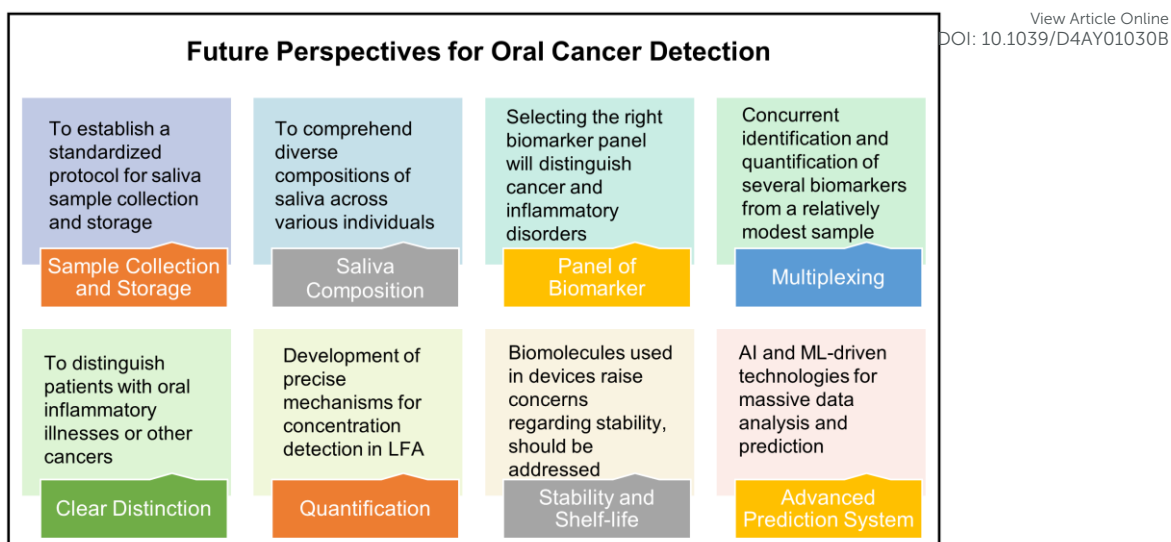 View Article Online
DOI: 10.1039/D4AY01030B
Future Perspectives for Oral Cancer Detection
To establish a
standardized
protocol for saliva
sample collection
and storage
Sample Collection
and Storage
To comprehend
diverse
compositions of
saliva across
various individuals
Saliva
Composition
Selecting the right
biomarker panel
will distinguish
cancer and
inflammatory
disorders
Panel of
Biomarker
Concurrent
identification and
quantification of
several biomarkers
from a relatively
modest sample
Multiplexing
To distinguish
patients with oral
inflammatory
illnesses or other
cancers
Clear Distinction
Development of
precise
mechanisms for
concentration
detection in LFA
Quantification
Biomolecules used
in devices raise
concerns
regarding stability,
should be
addressed
Stability and
Shelf-life
AI and ML-driven
technologies for
massive data
analysis and
prediction
Advanced
Prediction System